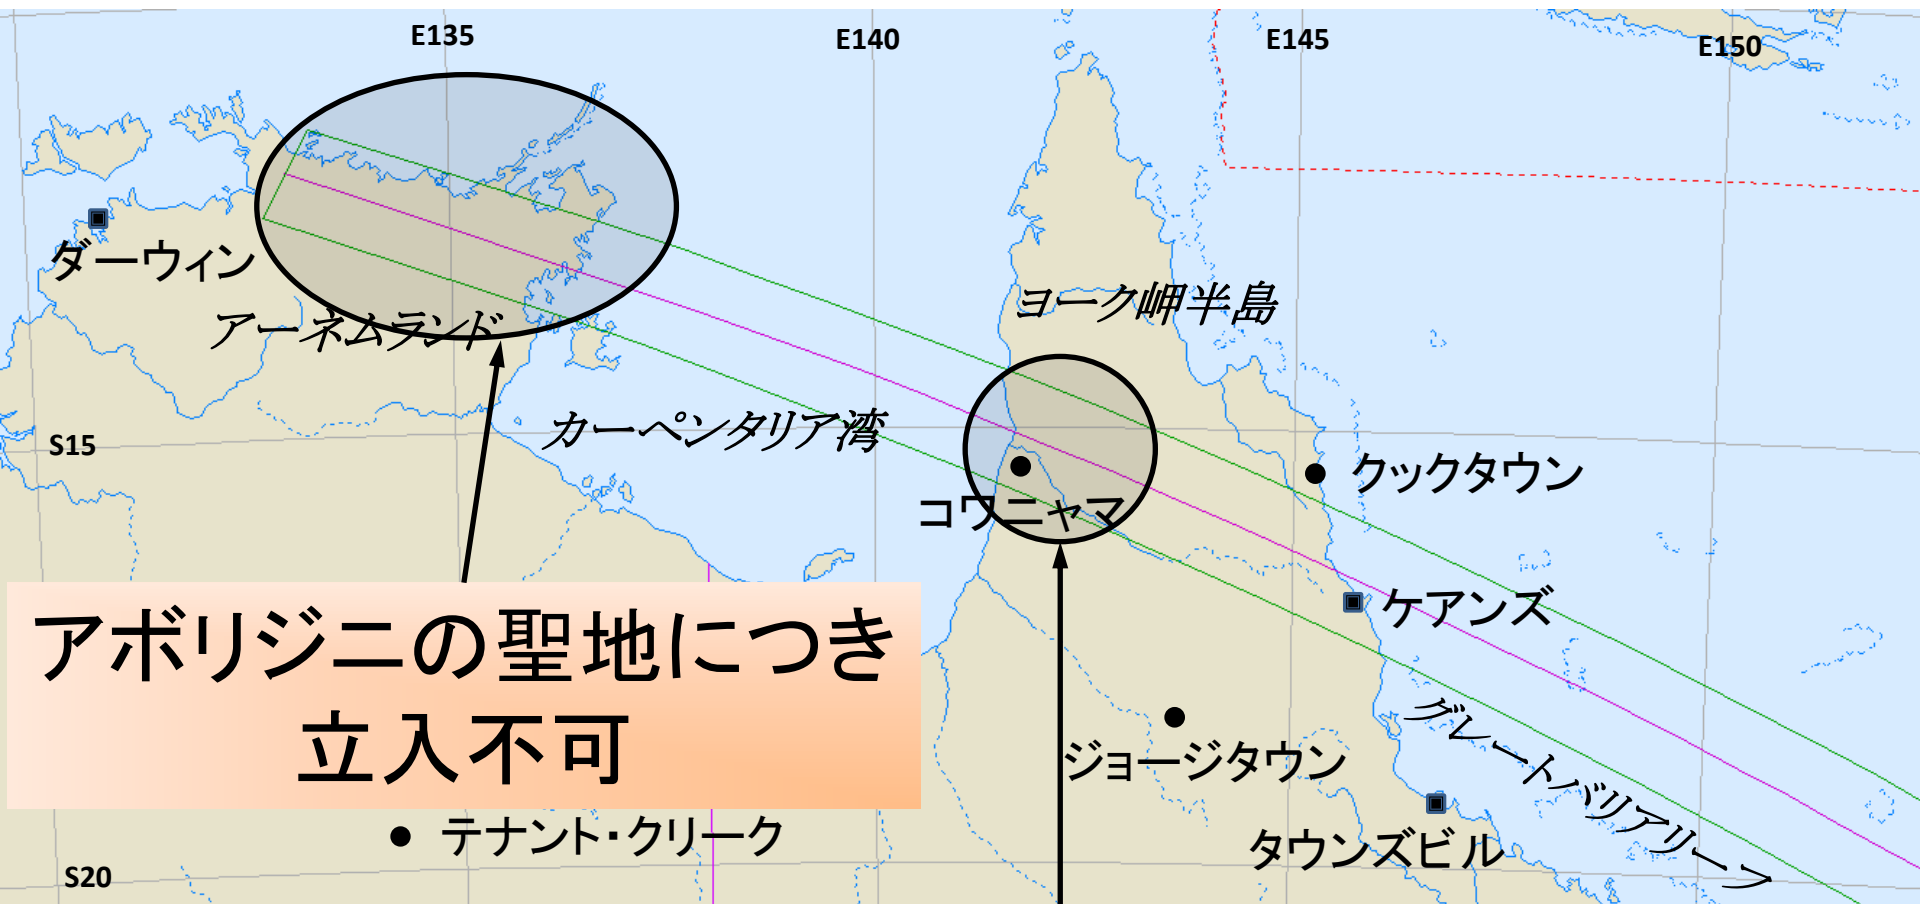 E135
E140
E145
E150
ダーウィン
アーネムランド
ヨーク岬半島
カーペンタリア湾
S15
クックタウン
コワニャマ
ケアンズ
アボリジニの聖地につき
立入不可
グレートバリアリーフ
ジョージタウン
テナント・クリーク
タウンズビル
S20